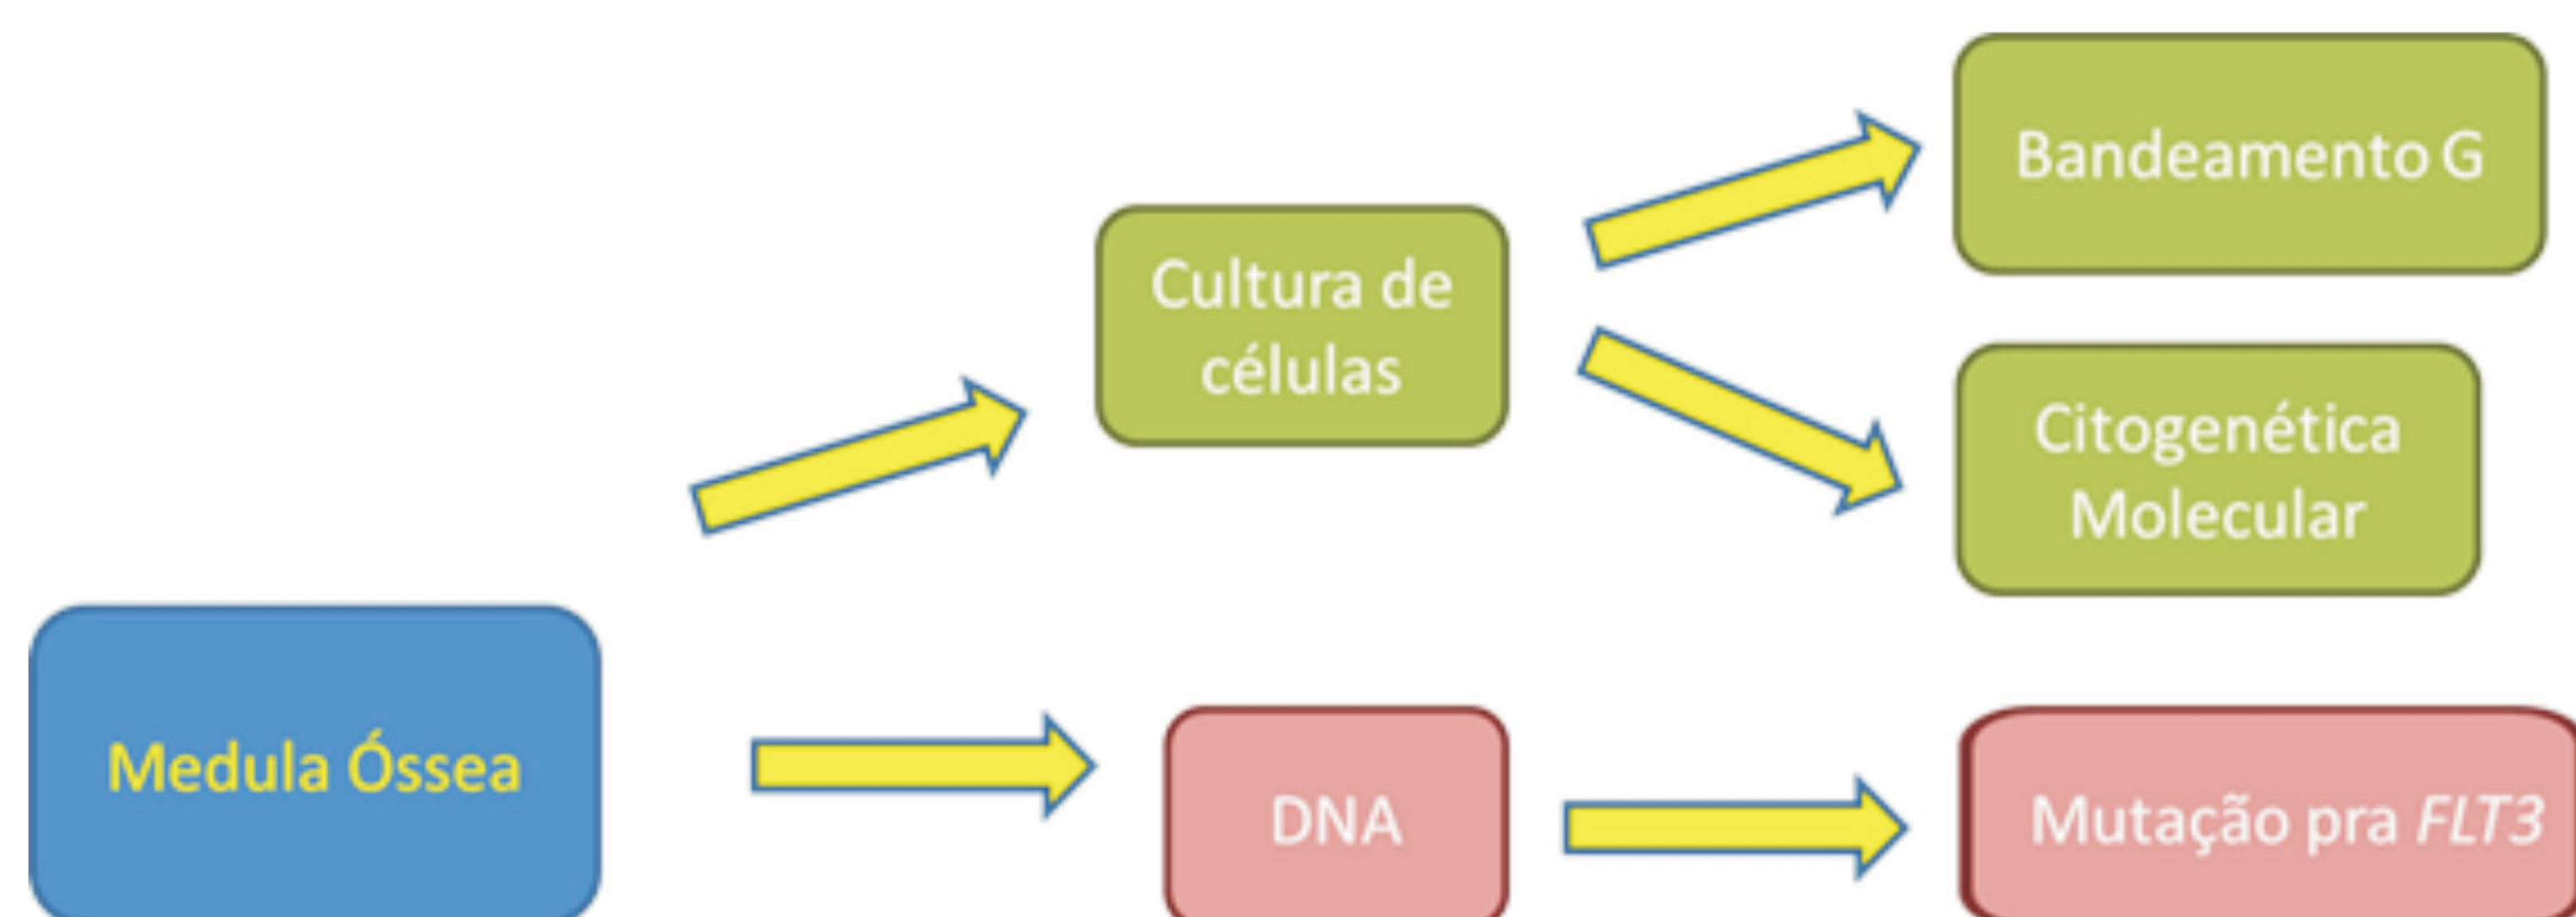 Bandeamento G
Cultura de
células
Citogenética
Molecular
Medula Óssea
DNA
Mutação pra FLT3